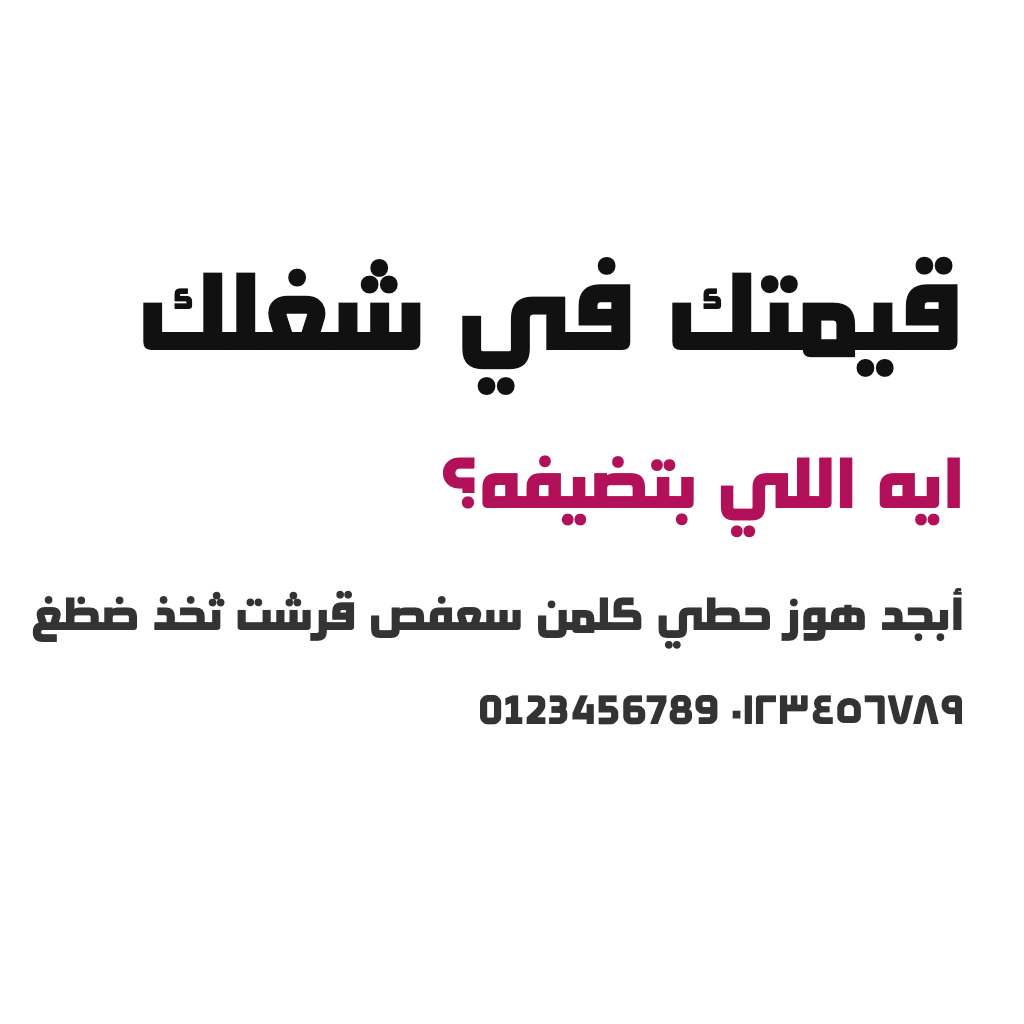 قيمتك في شغلك
ايه اللي بتضيفه؟
أبجد هوز حطي كلمن سعفص قرشت ثخذ ضظغ
0123456789 ٠١٢٣٤٥٦٧٨٩